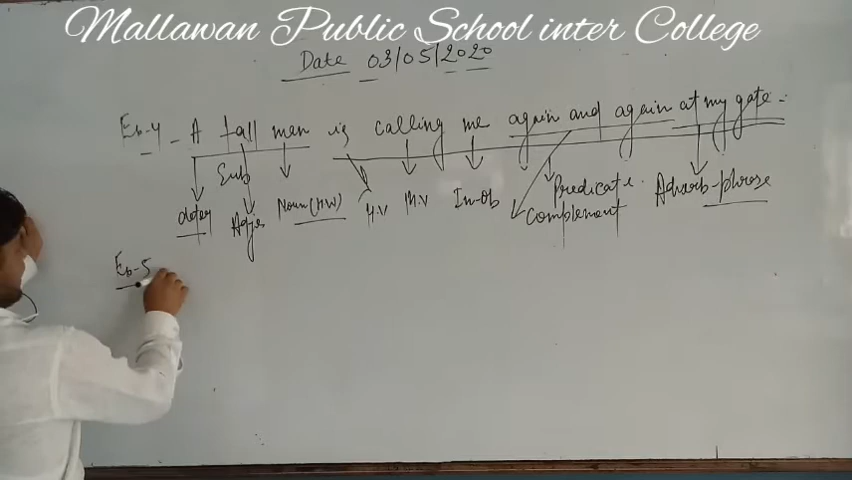 Mallawan Public School inter College
Date 03/05/2020
Ex-4 - A tall man is calling me again and again at my gate.
Sub Predicate
deter Adje Noun (HW) H.V M.V In-ob Complement Adverb-phrase
Ex-5